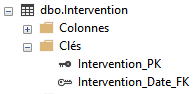 dbo.Intervention
Colonnes
Clés
Intervention_PK
Intervention_Date_FK